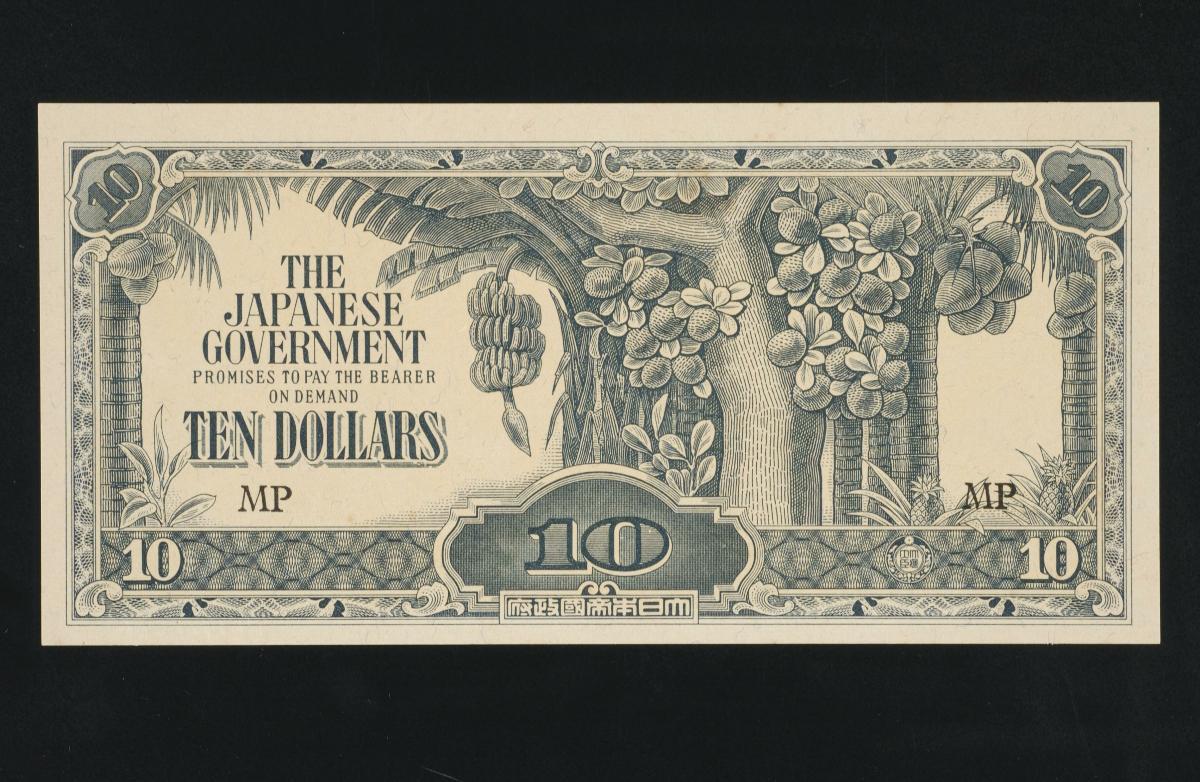 10
10
THE
JAPANESE
GOVERNMENT
PROMISES TO PAY THE BEARER
ON DEMAND
TEN DOLLARS
MP
MP
10
10
10
府政國帝本日大